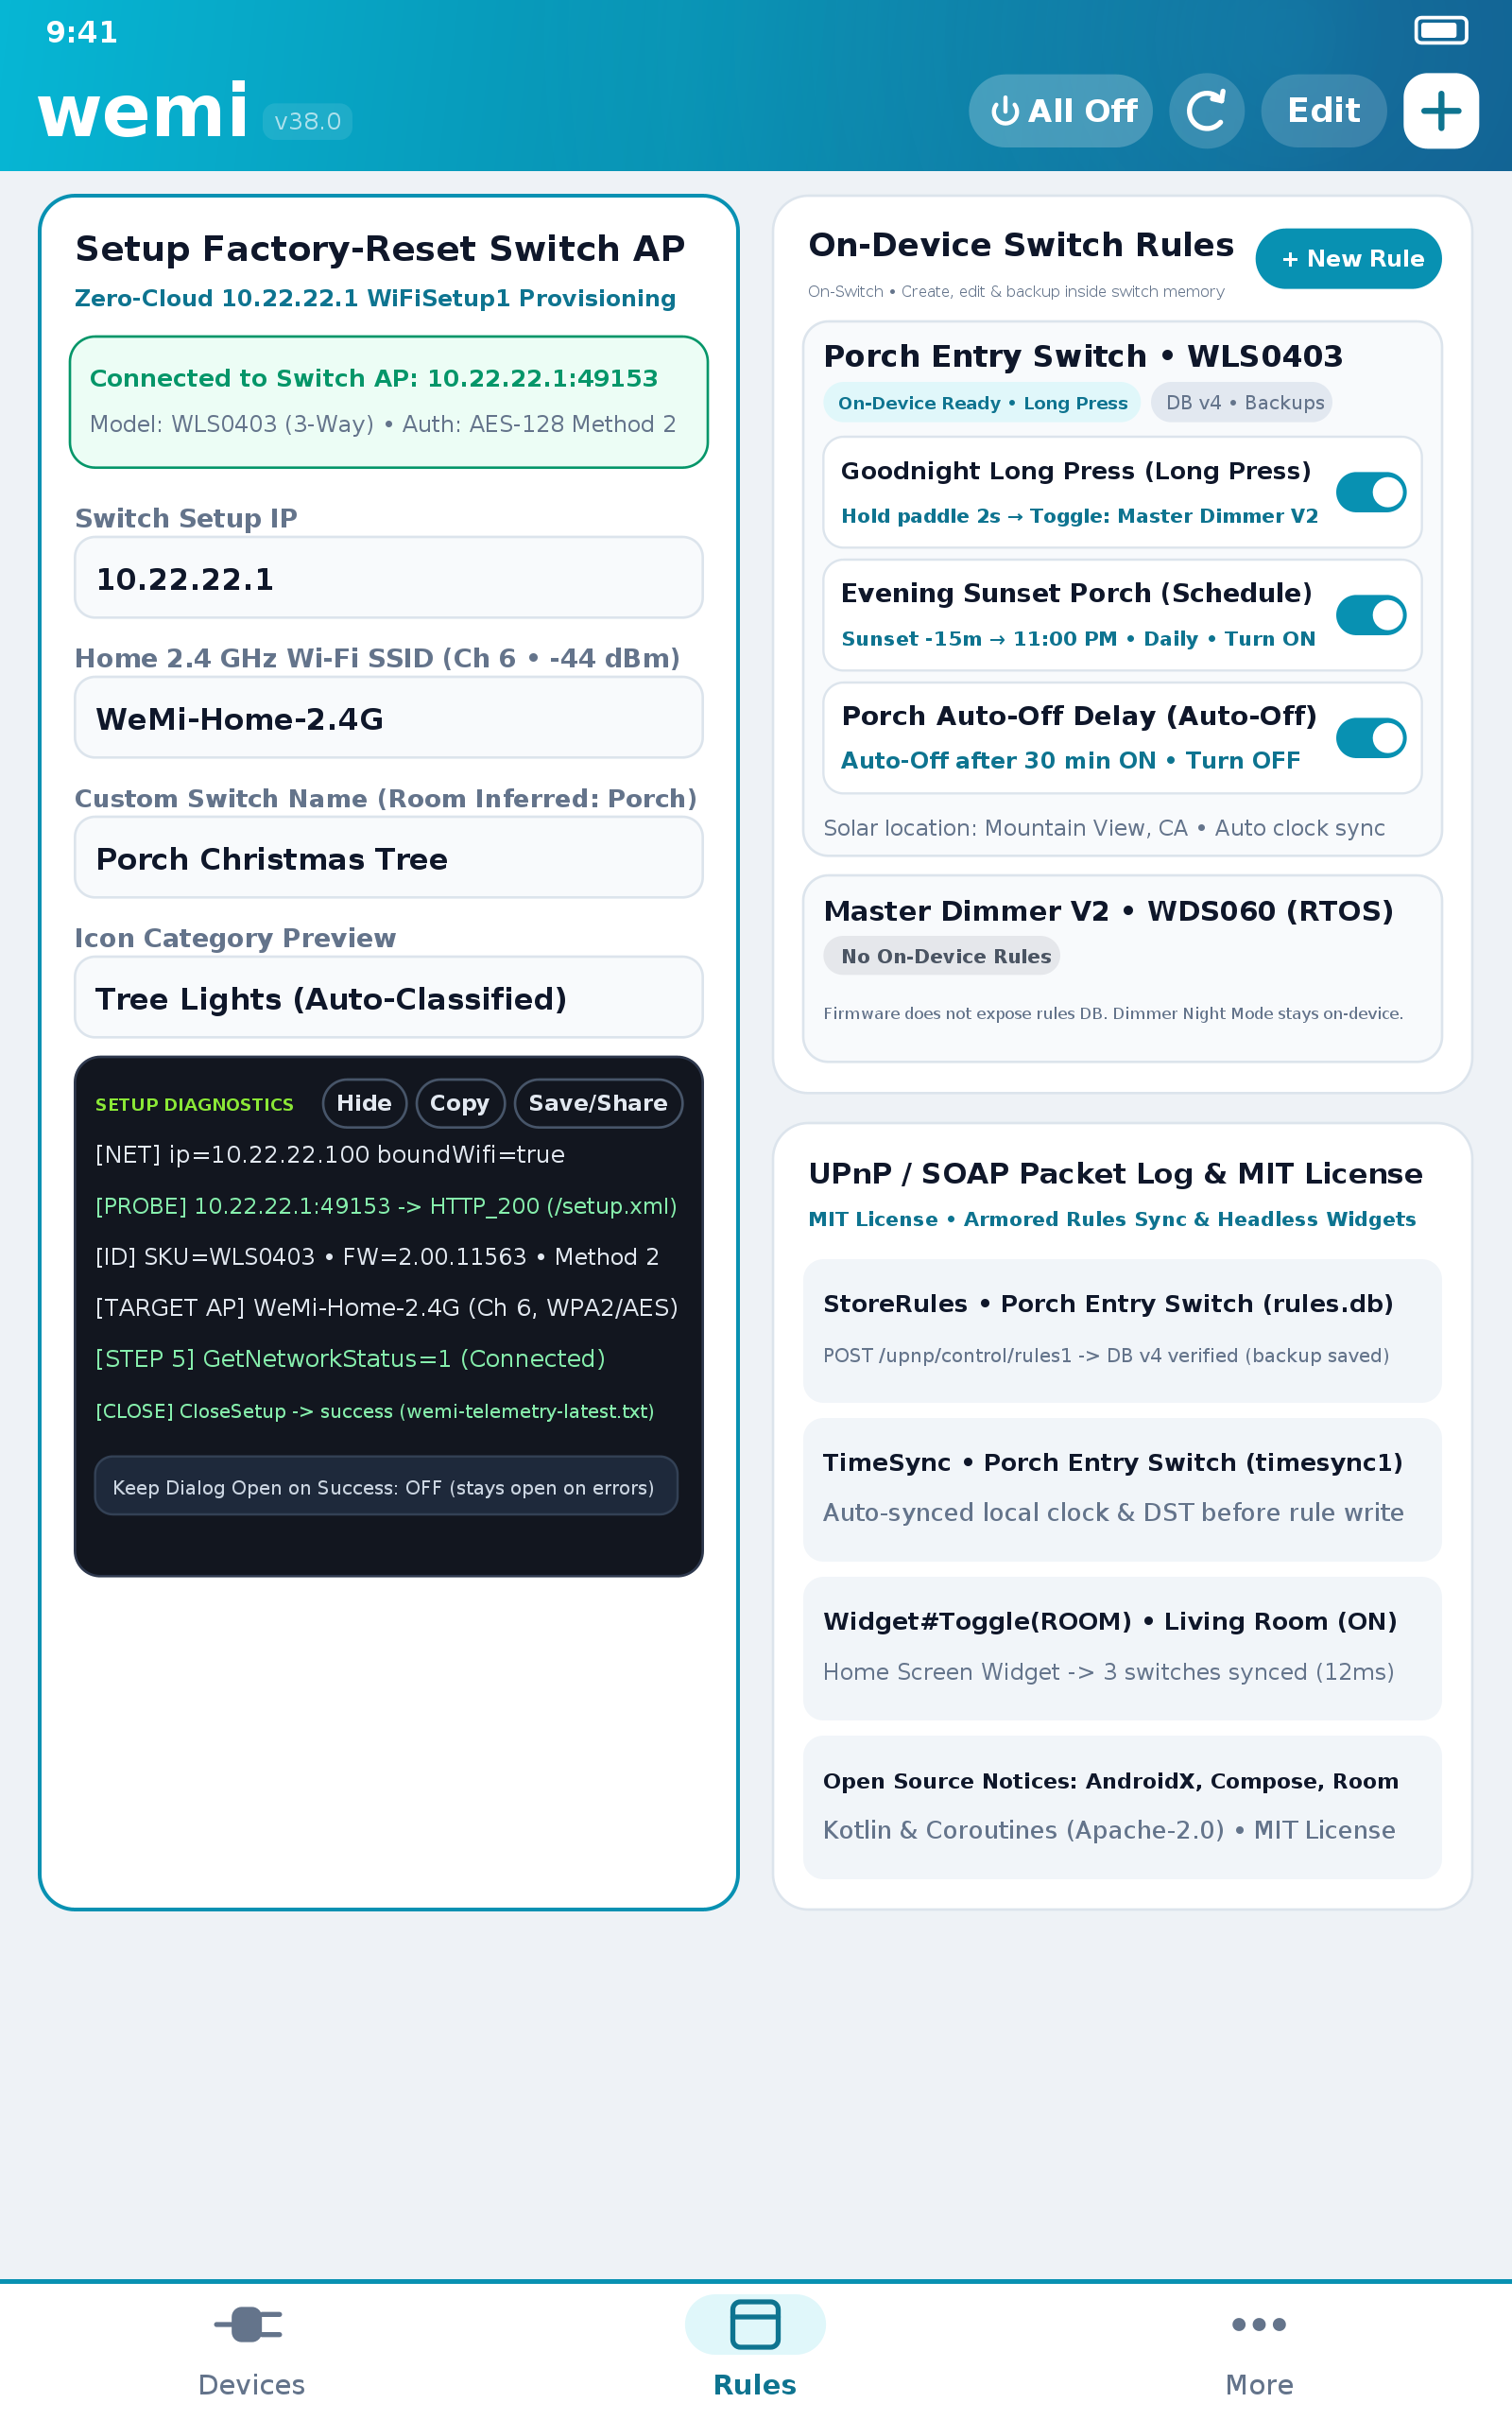 9:41
wemi v38.0
All Off
Edit
Setup Factory-Reset Switch AP
Zero-Cloud 10.22.22.1 WiFiSetup1 Provisioning
Connected to Switch AP: 10.22.22.1:49153
Model: WLS0403 (3-Way) • Auth: AES-128 Method 2
Switch Setup IP
10.22.22.1
Home 2.4 GHz Wi-Fi SSID (Ch 6 • -44 dBm)
WeMi-Home-2.4G
Custom Switch Name (Room Inferred: Porch)
Porch Christmas Tree
Icon Category Preview
Tree Lights (Auto-Classified)
SETUP DIAGNOSTICS
Hide
Copy
Save/Share
[NET] ip=10.22.22.100 boundWifi=true
[PROBE] 10.22.22.1:49153 -> HTTP_200 (/setup.xml)
[ID] SKU=WLS0403 • FW=2.00.11563 • Method 2
[TARGET AP] WeMi-Home-2.4G (Ch 6, WPA2/AES)
[STEP 5] GetNetworkStatus=1 (Connected)
[CLOSE] CloseSetup -> success (wemi-telemetry-latest.txt)
Keep Dialog Open on Success: OFF (stays open on errors)
On-Device Switch Rules
+ New Rule
On-Switch • Create, edit & backup inside switch memory
Porch Entry Switch • WLS0403
On-Device Ready • Long Press
DB v4 • Backups
Goodnight Long Press (Long Press)
Hold paddle 2s → Toggle: Master Dimmer V2
Evening Sunset Porch (Schedule)
Sunset -15m → 11:00 PM • Daily • Turn ON
Porch Auto-Off Delay (Auto-Off)
Auto-Off after 30 min ON • Turn OFF
Solar location: Mountain View, CA • Auto clock sync
Master Dimmer V2 • WDS060 (RTOS)
No On-Device Rules
Firmware does not expose rules DB. Dimmer Night Mode stays on-device.
UPnP / SOAP Packet Log & MIT License
MIT License • Armored Rules Sync & Headless Widgets
StoreRules • Porch Entry Switch (rules.db)
POST /upnp/control/rules1 -> DB v4 verified (backup saved)
TimeSync • Porch Entry Switch (timesync1)
Auto-synced local clock & DST before rule write
Widget#Toggle(ROOM) • Living Room (ON)
Home Screen Widget -> 3 switches synced (12ms)
Open Source Notices: AndroidX, Compose, Room
Kotlin & Coroutines (Apache-2.0) • MIT License
Devices
Rules
More